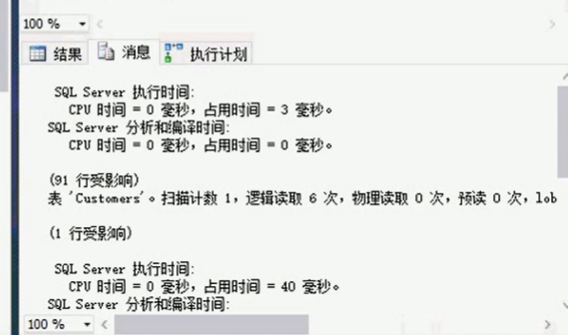 100 %
结果 消息 执行计划
SQL Server 执行时间:
CPU 时间 = 0 毫秒，占用时间 = 3 毫秒。
SQL Server 分析和编译时间:
CPU 时间 = 0 毫秒，占用时间 = 0 毫秒。
(91 行受影响)
表 'Customers'。扫描计数 1，逻辑读取 6 次，物理读取 0 次，预读 0 次，lob
(1 行受影响)
SQL Server 执行时间:
CPU 时间 = 0 毫秒，占用时间 = 40 毫秒。
SQL Server 分析和编译时间:
100 %